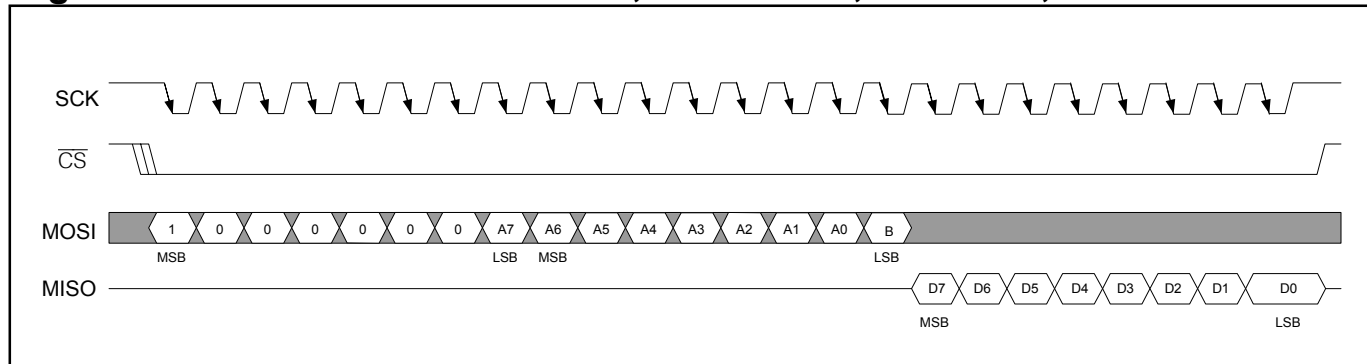 SCK
CS
MOSI 1 0 0 0 0 0 0 A7 A6 A5 A4 A3 A2 A1 A0 B
MSB LSB MSB LSB
MISO D7 D6 D5 D4 D3 D2 D1 D0
MSB LSB